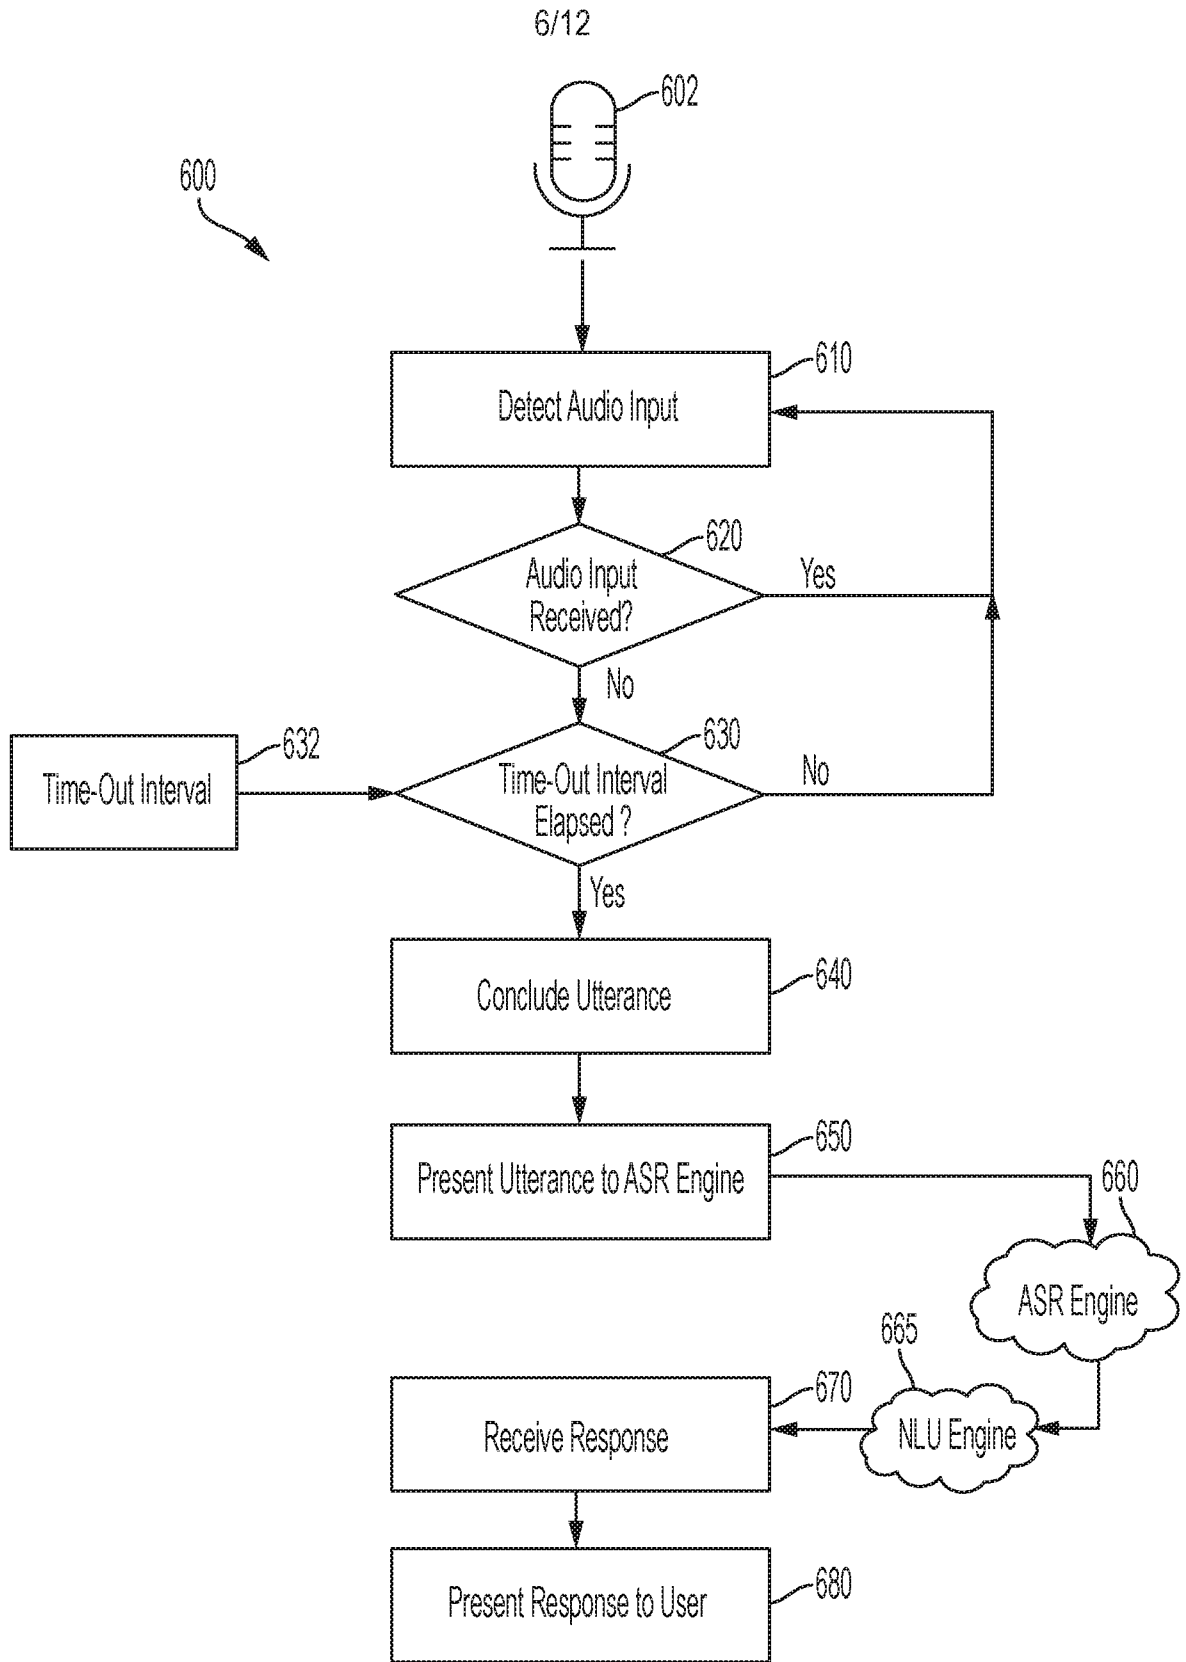 6/12
602
600
610
Detect Audio Input
620
Audio Input
Received?
Yes
No
632
630
Time-Out Interval
Time-Out Interval
Elapsed ?
No
Yes
640
Conclude Utterance
650
Present Utterance to ASR Engine
660
ASR Engine
665
670
NLU Engine
Receive Response
680
Present Response to User